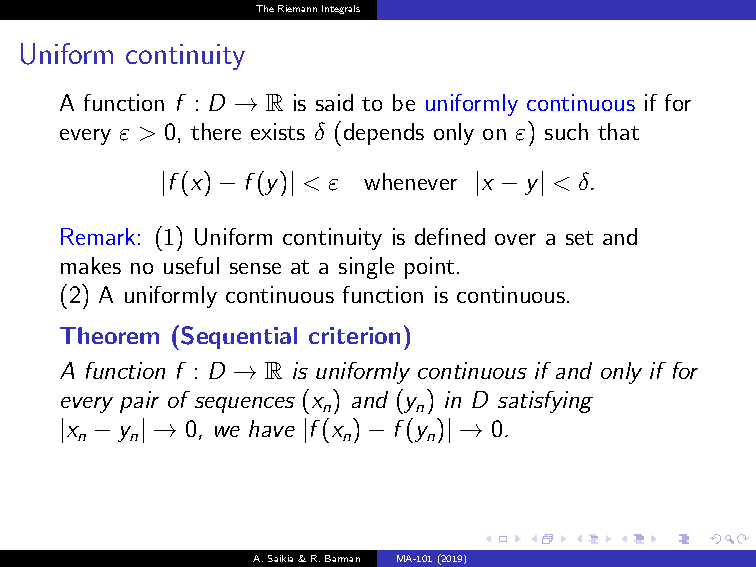 The Riemann Integrals
Uniform continuity
A function f : D → ℝ is said to be uniformly continuous if for
every ε > 0, there exists δ (depends only on ε) such that
|f(x) − f(y)| < ε whenever |x − y| < δ.
Remark: (1) Uniform continuity is defined over a set and
makes no useful sense at a single point.
(2) A uniformly continuous function is continuous.
Theorem (Sequential criterion)
A function f : D → ℝ is uniformly continuous if and only if for
every pair of sequences (xₙ) and (yₙ) in D satisfying
|xₙ − yₙ| → 0, we have |f(xₙ) − f(yₙ)| → 0.
A. Saikia & R. Barman MA-101 (2019)